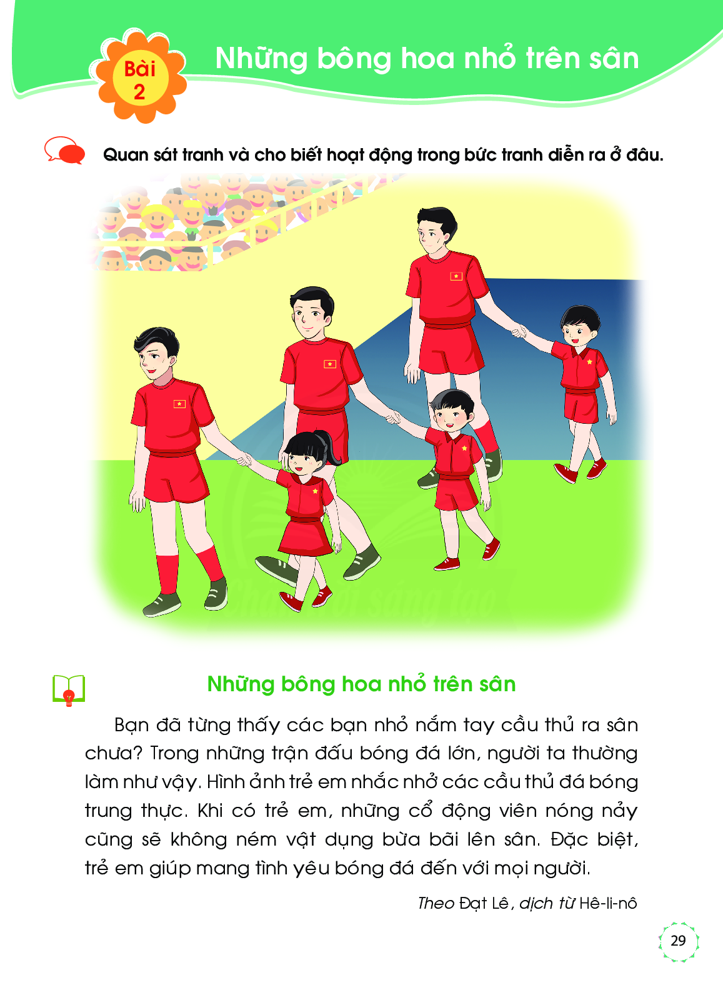 Bài
2
Những bông hoa nhỏ trên sân
Quan sát tranh và cho biết hoạt động trong bức tranh diễn ra ở đâu.
Chân trời sáng tạo
Những bông hoa nhỏ trên sân
Bạn đã từng thấy các bạn nhỏ nắm tay cầu thủ ra sân
chưa? Trong những trận đấu bóng đá lớn, người ta thường
làm như vậy. Hình ảnh trẻ em nhắc nhở các cầu thủ đá bóng
trung thực. Khi có trẻ em, những cổ động viên nóng nảy
cũng sẽ không ném vật dụng bừa bãi lên sân. Đặc biệt,
trẻ em giúp mang tình yêu bóng đá đến với mọi người.
Theo Đạt Lê, dịch từ Hê-li-nô
29